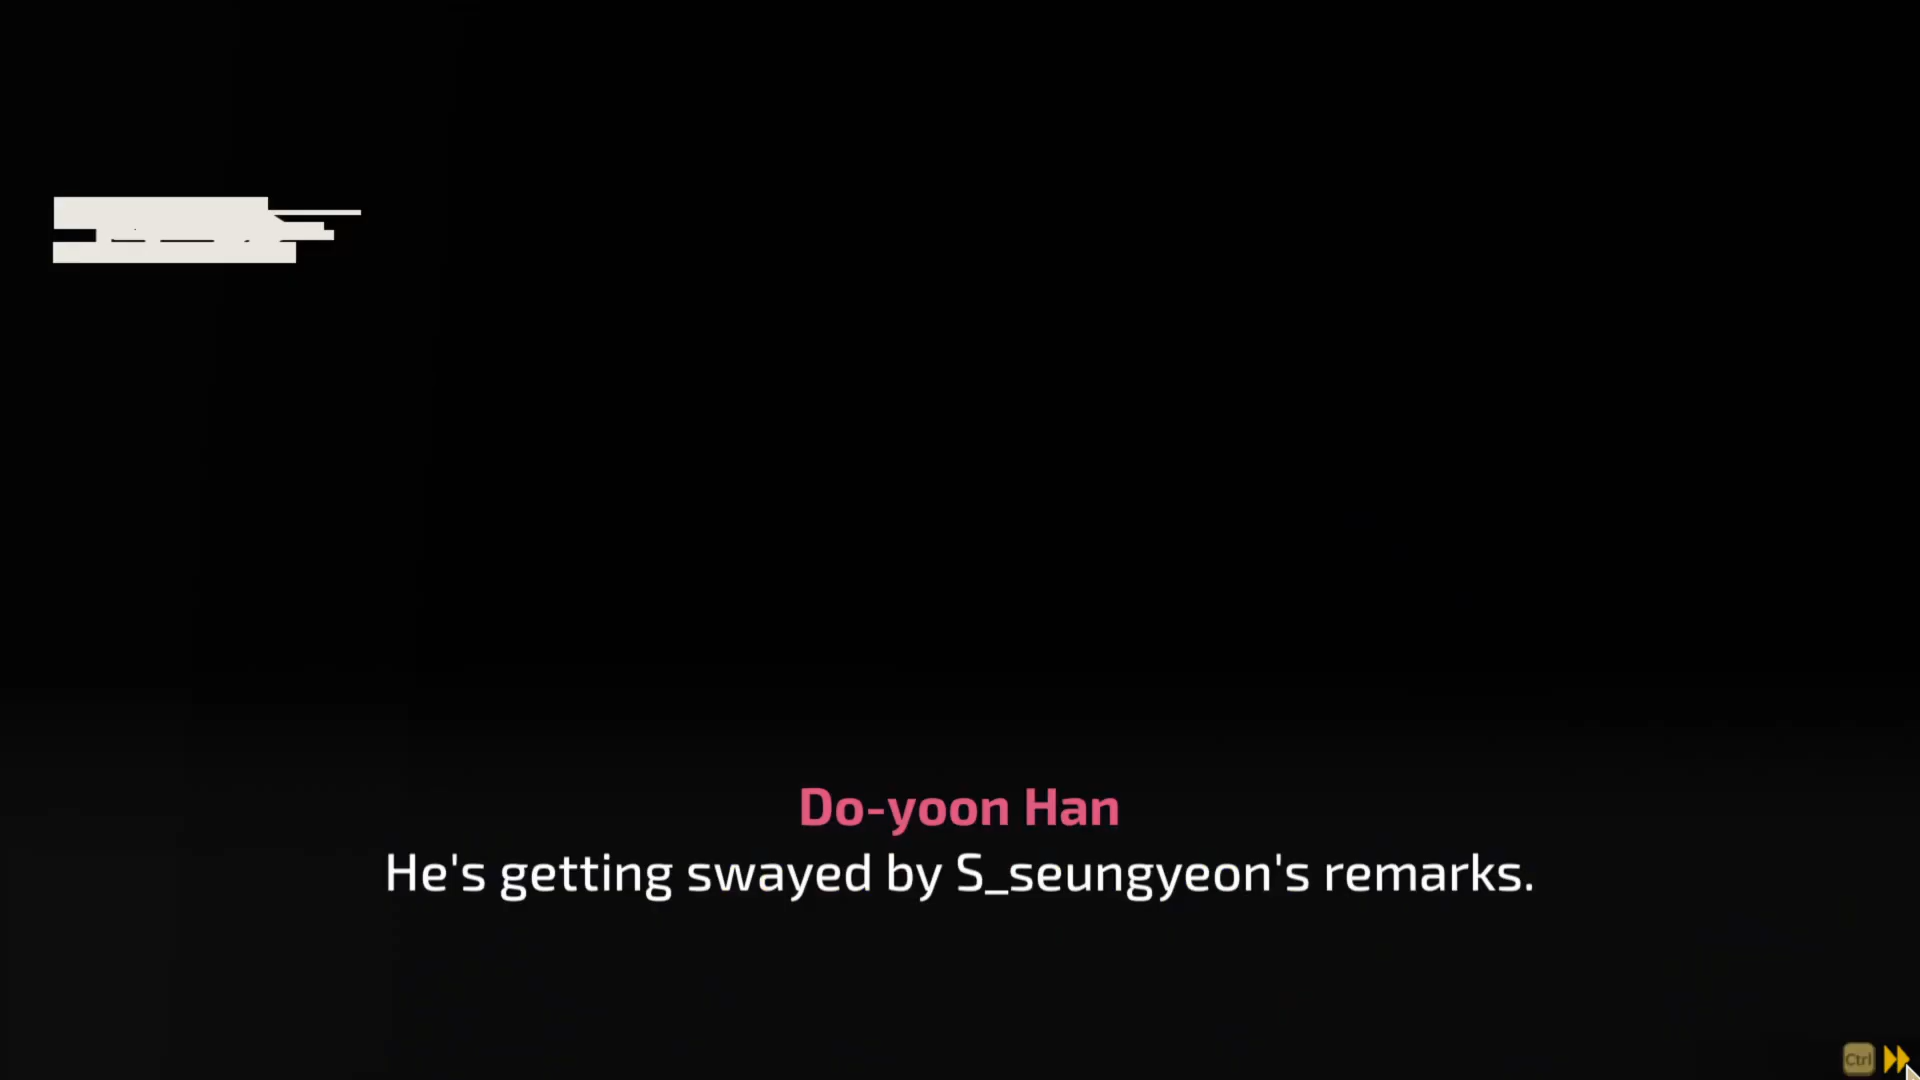 Do-yoon Han
He's getting swayed by S_seungyeon's remarks.
Ctrl